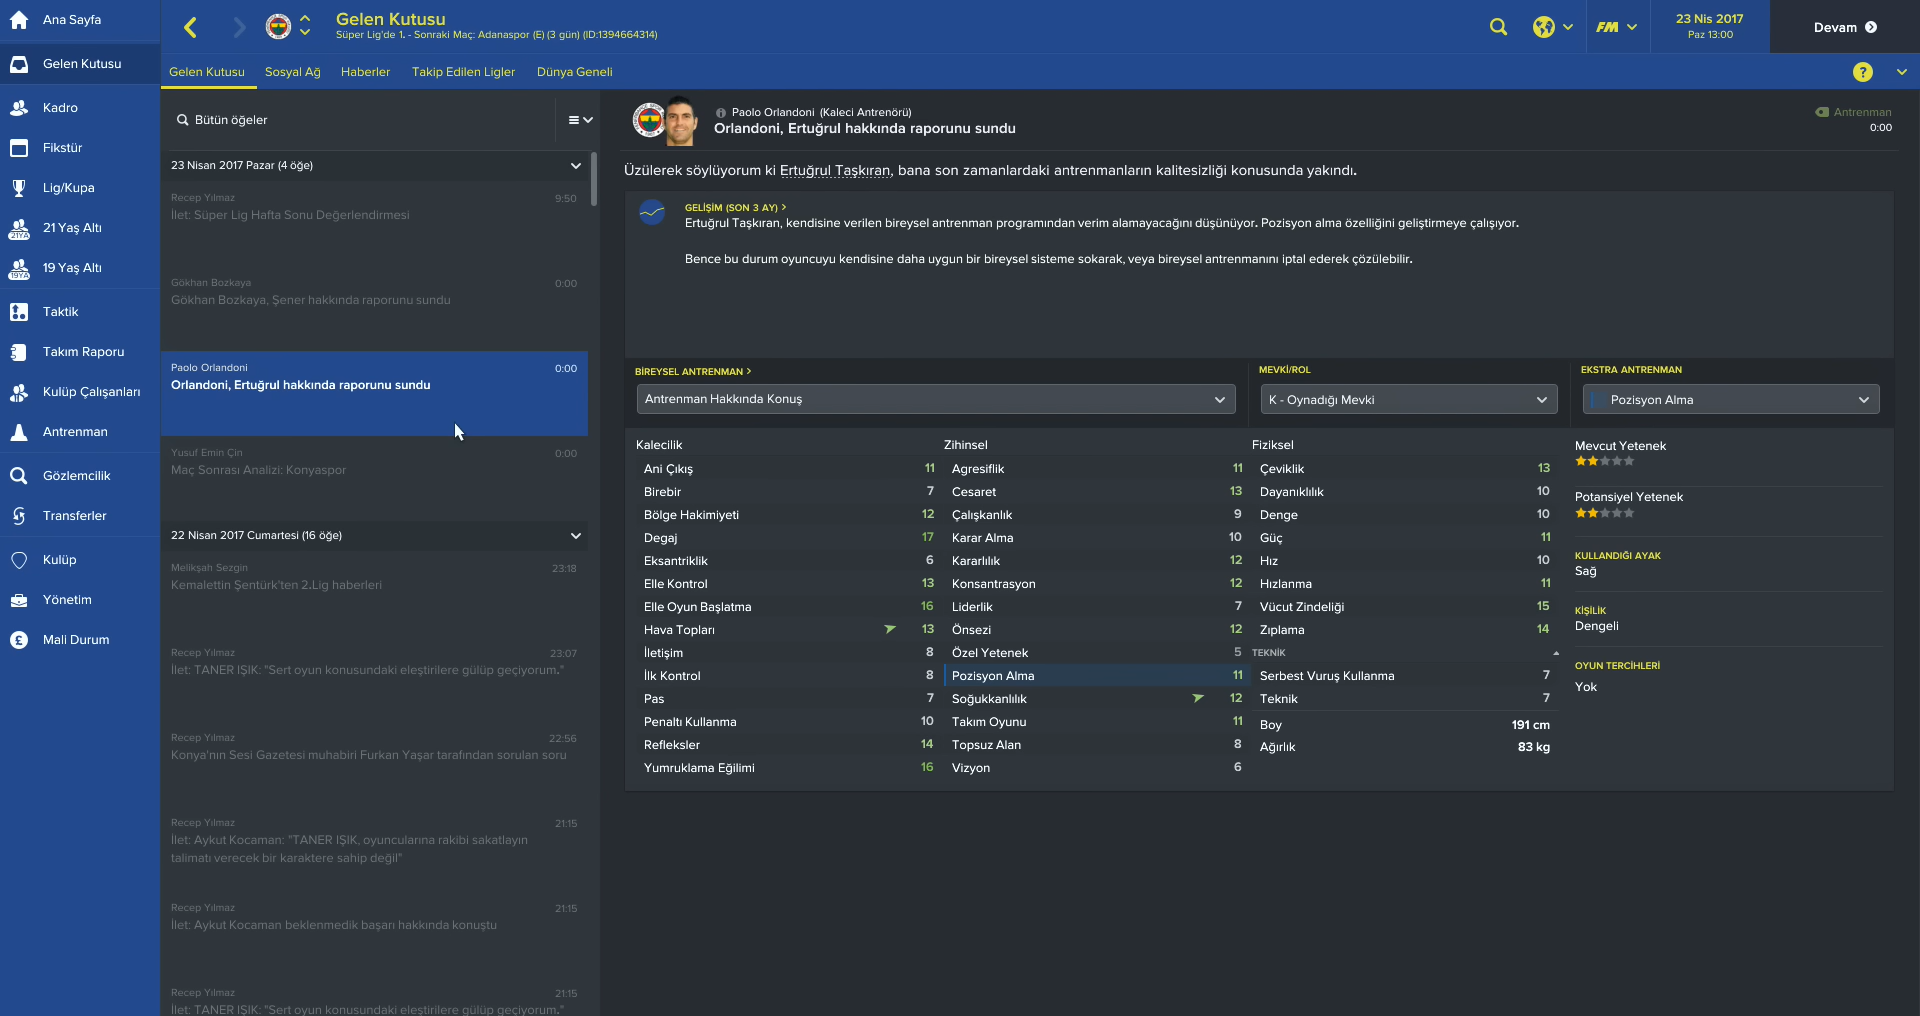 Ana Sayfa
Gelen Kutusu
Kadro
Fikstür
Lig/Kupa
21 Yaş Altı
19 Yaş Altı
Taktik
Takım Raporu
Kulüp Çalışanları
Antrenman
Gözlemcilik
Transferler
Kulüp
Yönetim
Mali Durum
Gelen Kutusu
Süper Lig'de 1. - Sonraki Maç: Adanaspor (E) (3 gün) (ID:1394664314)
FM
23 Nis 2017
Paz 13:00
Devam
Gelen Kutusu Sosyal Ağ Haberler Takip Edilen Ligler Dünya Geneli
?
Bütün öğeler
23 Nisan 2017 Pazar (4 öğe)
Recep Yılmaz 9:50
İlet: Süper Lig Hafta Sonu Değerlendirmesi
Gökhan Bozkaya 0:00
Gökhan Bozkaya, Şener hakkında raporunu sundu
Paolo Orlandoni 0:00
Orlandoni, Ertuğrul hakkında raporunu sundu
Yusuf Emin Çin 0:00
Maç Sonrası Analizi: Konyaspor
22 Nisan 2017 Cumartesi (16 öğe)
Melikşah Sezgin 23:18
Kemalettin Şentürk'ten 2.Lig haberleri
Recep Yılmaz 23:07
İlet: TANER IŞIK: "Sert oyun konusundaki eleştirilere gülüp geçiyorum."
Recep Yılmaz 22:56
Konya'nın Sesi Gazetesi muhabiri Furkan Yaşar tarafından sorulan soru
Recep Yılmaz 21:15
İlet: Aykut Kocaman: "TANER IŞIK, oyuncularına rakibi sakatlayın
talimatı verecek bir karaktere sahip değil"
Recep Yılmaz 21:15
İlet: Aykut Kocaman beklenmedik başarı hakkında konuştu
Recep Yılmaz 21:15
İlet: TANER IŞIK: "Sert oyun konusundaki eleştirilere gülüp geçiyorum."
Paolo Orlandoni (Kaleci Antrenörü)
Orlandoni, Ertuğrul hakkında raporunu sundu
Antrenman
0:00
Üzülerek söylüyorum ki Ertuğrul Taşkıran, bana son zamanlardaki antrenmanların kalitesizliği konusunda yakındı.
GELİŞİM (SON 3 AY) >
Ertuğrul Taşkıran, kendisine verilen bireysel antrenman programından verim alamayacağını düşünüyor. Pozisyon alma özelliğini geliştirmeye çalışıyor.
Bence bu durum oyuncuyu kendisine daha uygun bir bireysel sisteme sokarak, veya bireysel antrenmanını iptal ederek çözülebilir.
BİREYSEL ANTRENMAN >
Antrenman Hakkında Konuş
MEVKİ/ROL
K - Oynadığı Mevki
EKSTRA ANTRENMAN
Pozisyon Alma
Kalecilik
Ani Çıkış 11
Birebir 7
Bölge Hakimiyeti 12
Degaj 17
Eksantriklik 6
Elle Kontrol 13
Elle Oyun Başlatma 16
Hava Topları 13
İletişim 8
İlk Kontrol 8
Pas 7
Penaltı Kullanma 10
Refleksler 14
Yumruklama Eğilimi 16
Zihinsel
Agresiflik 11
Cesaret 13
Çalışkanlık 9
Karar Alma 10
Kararlılık 12
Konsantrasyon 12
Liderlik 7
Önsezi 12
Özel Yetenek 5
Pozisyon Alma 11
Soğukkanlılık 12
Takım Oyunu 11
Topsuz Alan 8
Vizyon 6
Fiziksel
Çeviklik 13
Dayanıklılık 10
Denge 10
Güç 11
Hız 10
Hızlanma 11
Vücut Zindeliği 15
Zıplama 14
TEKNİK
Serbest Vuruş Kullanma 7
Teknik 7
Boy 191 cm
Ağırlık 83 kg
Mevcut Yetenek
Potansiyel Yetenek
KULLANDIĞI AYAK
Sağ
KİŞİLİK
Dengeli
OYUN TERCİHLERİ
Yok